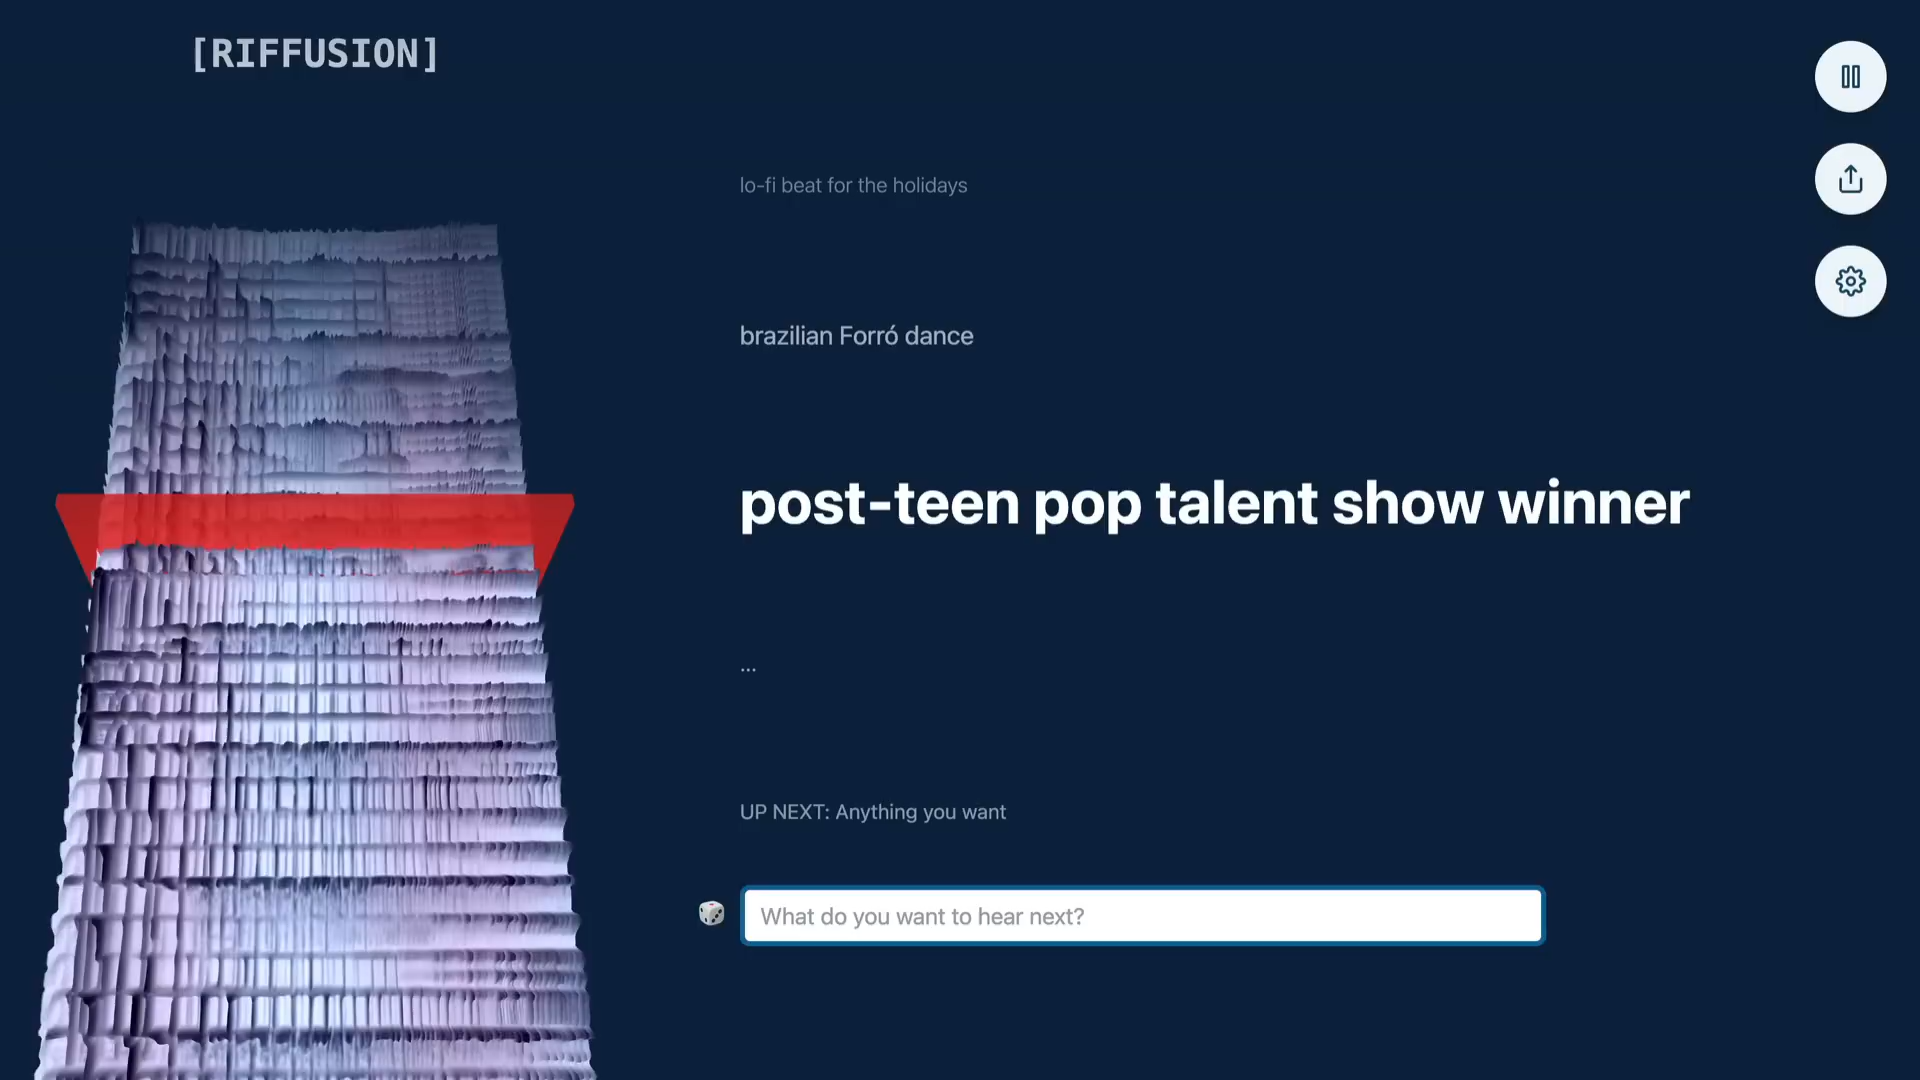 [RIFFUSION]
lo-fi beat for the holidays
brazilian Forró dance
post-teen pop talent show winner
...
UP NEXT: Anything you want
What do you want to hear next?